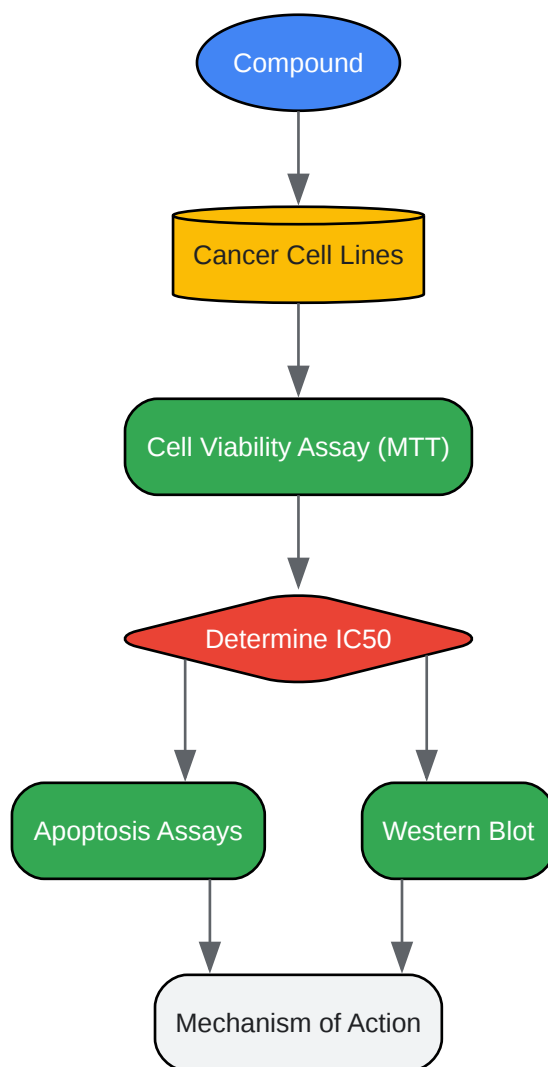 Compound
Cancer Cell Lines
Cell Viability Assay (MTT)
Determine IC50
Apoptosis Assays
Western Blot
Mechanism of Action